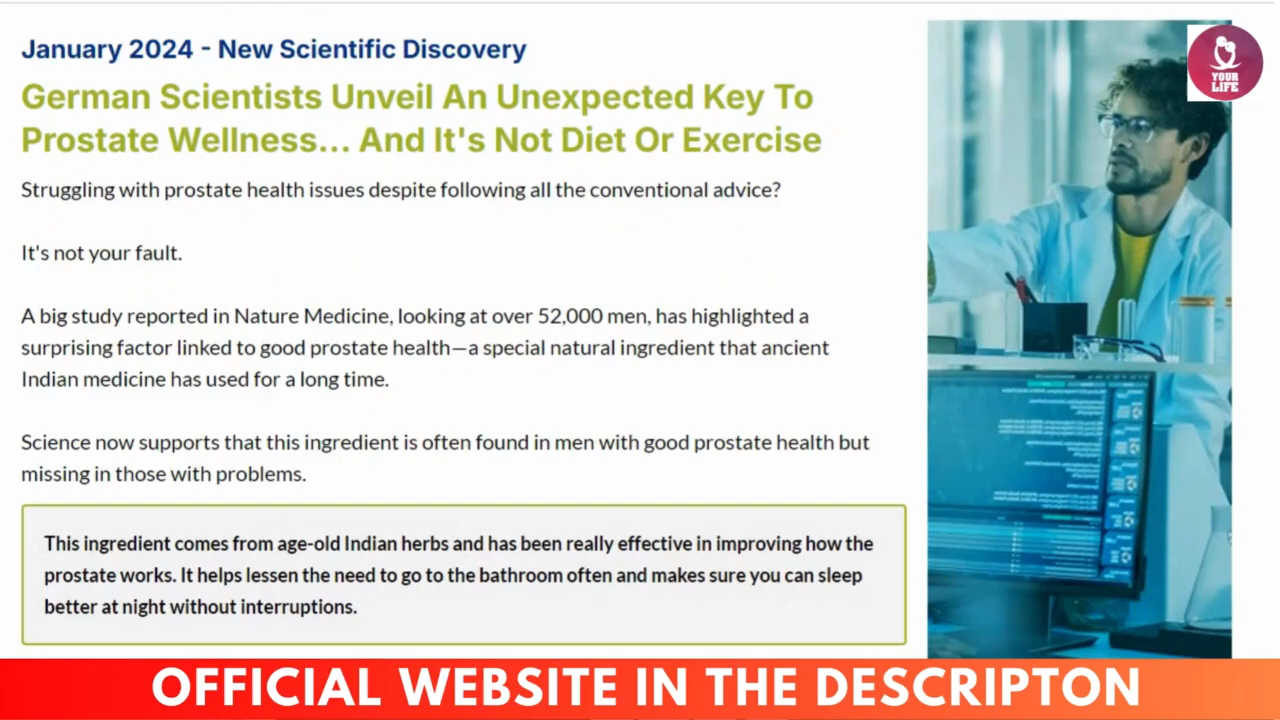 January 2024 - New Scientific Discovery
German Scientists Unveil An Unexpected Key To
Prostate Wellness... And It's Not Diet Or Exercise
Struggling with prostate health issues despite following all the conventional advice?
It's not your fault.
A big study reported in Nature Medicine, looking at over 52,000 men, has highlighted a
surprising factor linked to good prostate health—a special natural ingredient that ancient
Indian medicine has used for a long time.
Science now supports that this ingredient is often found in men with good prostate health but
missing in those with problems.
This ingredient comes from age-old Indian herbs and has been really effective in improving how the
prostate works. It helps lessen the need to go to the bathroom often and makes sure you can sleep
better at night without interruptions.
YOUR
LIFE
OFFICIAL WEBSITE IN THE DESCRIPTON